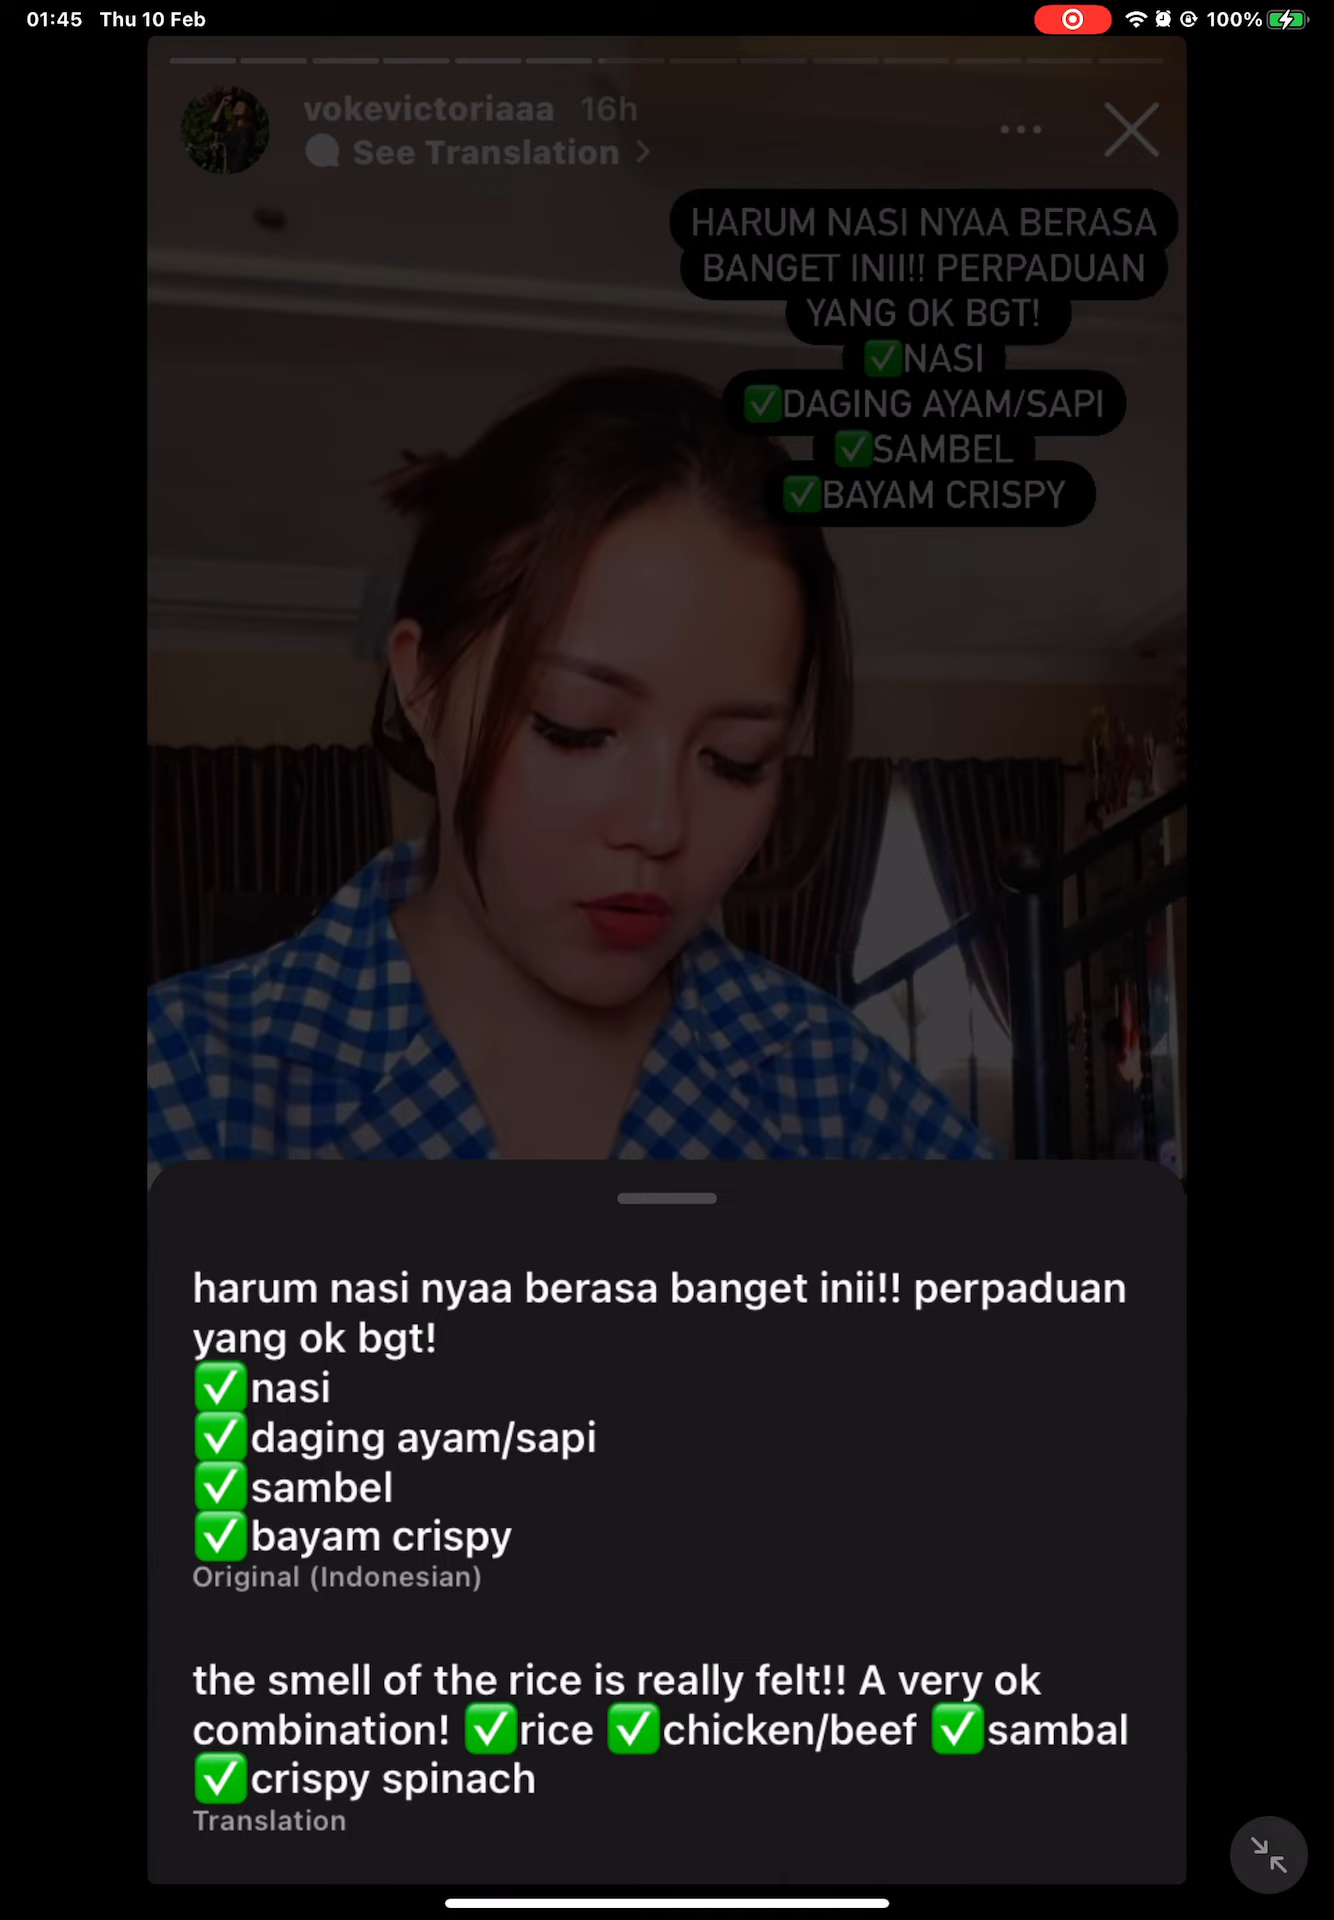 01:45 Thu 10 Feb
100%
vokevictoriaaa 16h
See Translation
HARUM NASI NYAA BERASA
BANGET INII!! PERPADUAN
YANG OK BGT!
✅NASI
✅DAGING AYAM/SAPI
✅SAMBEL
✅BAYAM CRISPY
harum nasi nyaa berasa banget inii!! perpaduan
yang ok bgt!
✅nasi
✅daging ayam/sapi
✅sambel
✅bayam crispy
Original (Indonesian)
the smell of the rice is really felt!! A very ok
combination! ✅rice ✅chicken/beef ✅sambal
✅crispy spinach
Translation